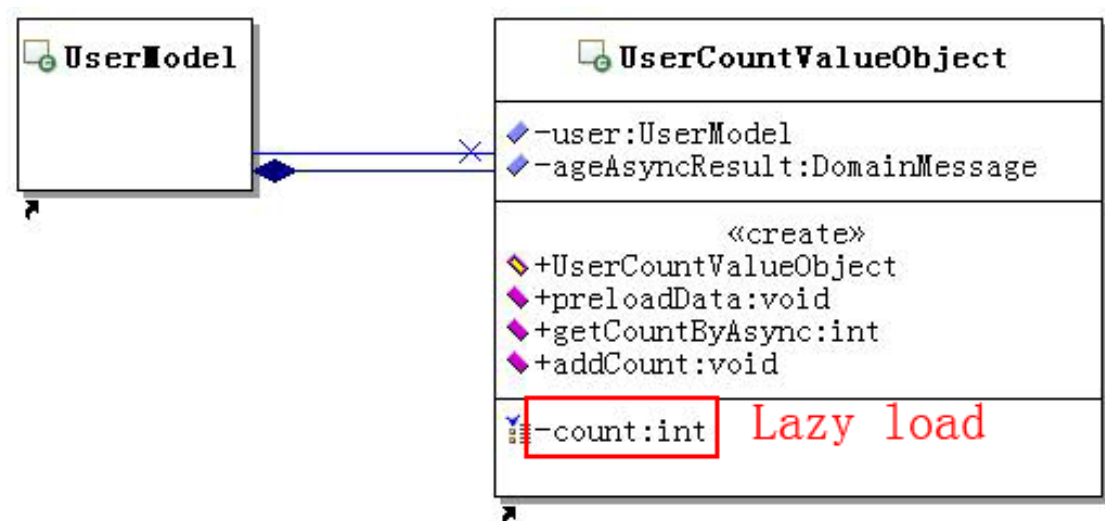 UserModel
UserCountValueObject
-user:UserModel
-ageAsyncResult:DomainMessage
«create»
+UserCountValueObject
+preloadData:void
+getCountByAsync:int
+addCount:void
-count:int
Lazy load